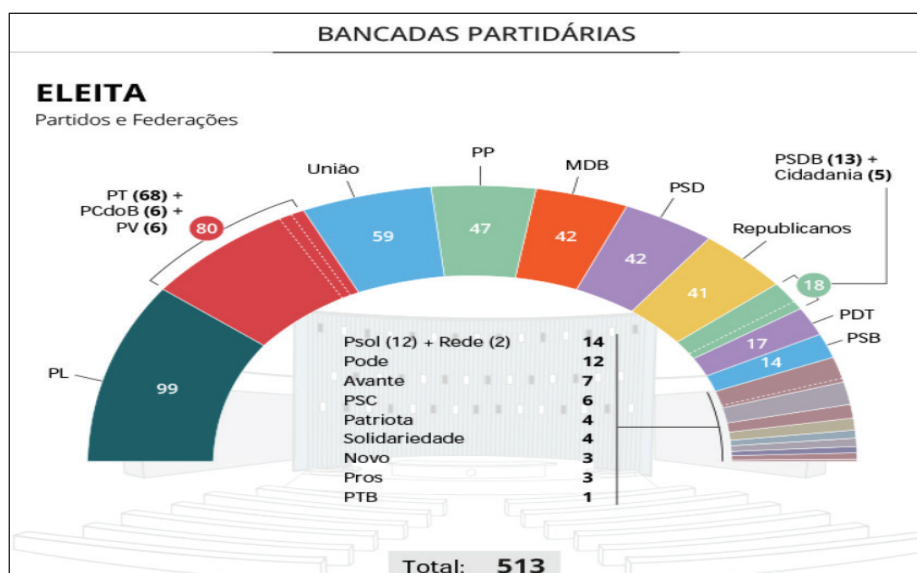 BANCADAS PARTIDÁRIAS
ELEITA
Partidos e Federações
PL
99
PT (68) +
PCdoB (6) +
PV (6)
80
União
59
PP
47
MDB
42
PSD
42
Republicanos
41
PSDB (13) +
Cidadania (5)
18
PDT
17
PSB
14
Psol (12) + Rede (2) 14
Pode 12
Avante 7
PSC 6
Patriota 4
Solidariedade 4
Novo 3
Pros 3
PTB 1
Total: 513